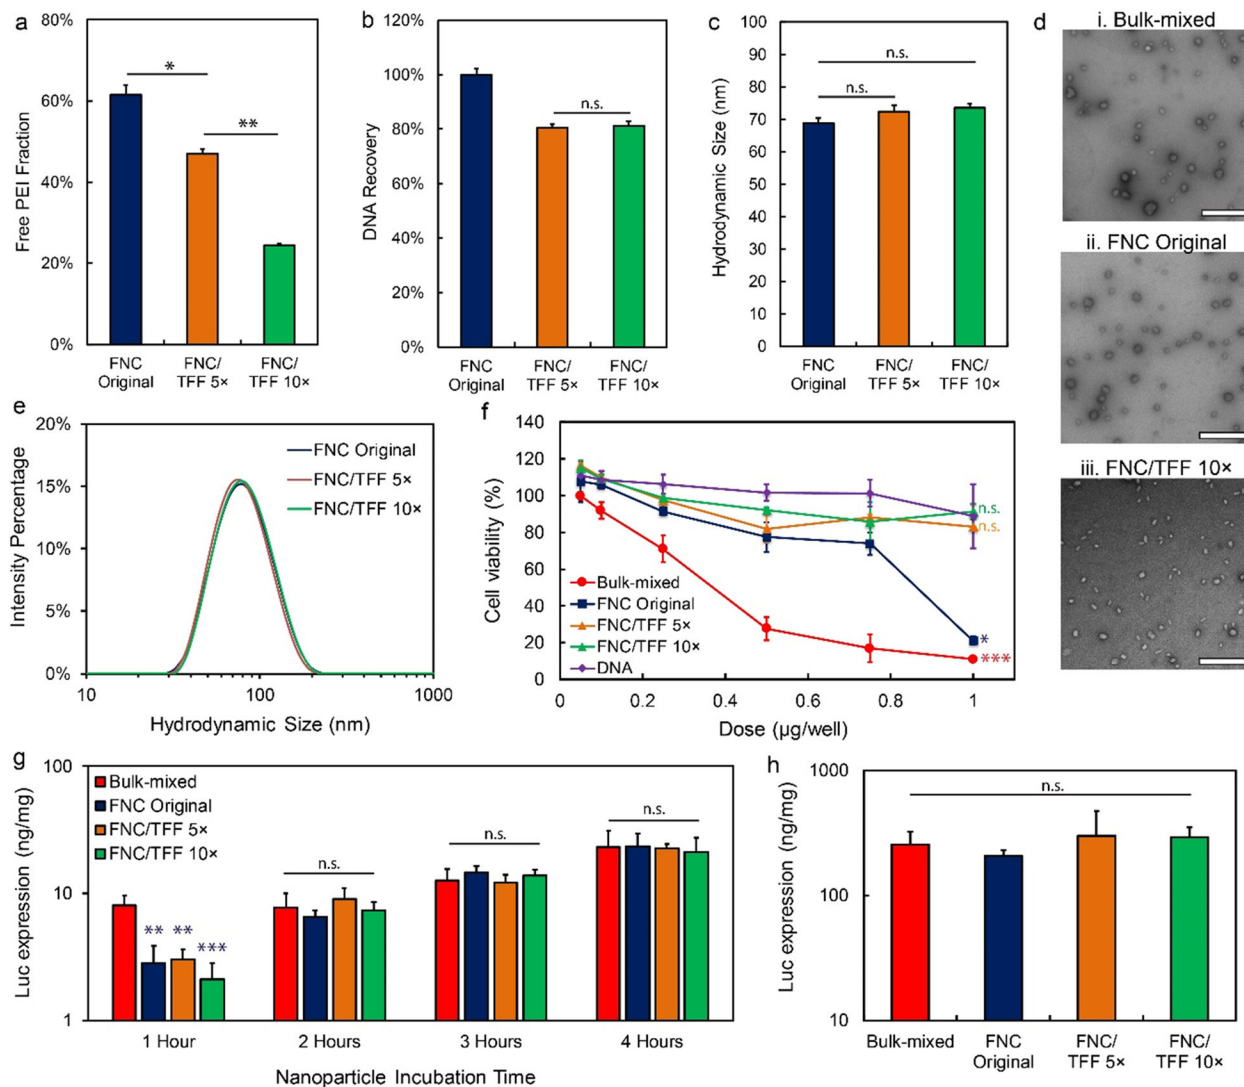 a
80%
60%
40%
20%
0%
Free PEI Fraction
*
**
FNC
Original
FNC/
TFF 5×
FNC/
TFF 10×
b
120%
100%
80%
60%
40%
20%
0%
DNA Recovery
n.s.
FNC
Original
FNC/
TFF 5×
FNC/
TFF 10×
c
100
90
80
70
60
50
40
30
20
10
0
Hydrodynamic Size (nm)
n.s.
n.s.
FNC
Original
FNC/
TFF 5×
FNC/
TFF 10×
d
i. Bulk-mixed
ii. FNC Original
iii. FNC/TFF 10×
e
20%
15%
10%
5%
0%
Intensity Percentage
FNC Original
FNC/TFF 5×
FNC/TFF 10×
10
100
1000
Hydrodynamic Size (nm)
f
140
120
100
80
60
40
20
0
Cell viability (%)
Bulk-mixed
FNC Original
FNC/TFF 5×
FNC/TFF 10×
DNA
n.s.
n.s.
*
***
0.2
0.4
0.6
0.8
1
Dose (µg/well)
g
100
10
1
Luc expression (ng/mg)
Bulk-mixed
FNC Original
FNC/TFF 5×
FNC/TFF 10×
**
**
***
n.s.
n.s.
n.s.
1 Hour
2 Hours
3 Hours
4 Hours
Nanoparticle Incubation Time
h
1000
100
10
Luc expression (ng/mg)
n.s.
Bulk-mixed
FNC
Original
FNC/
TFF 5×
FNC/
TFF 10×